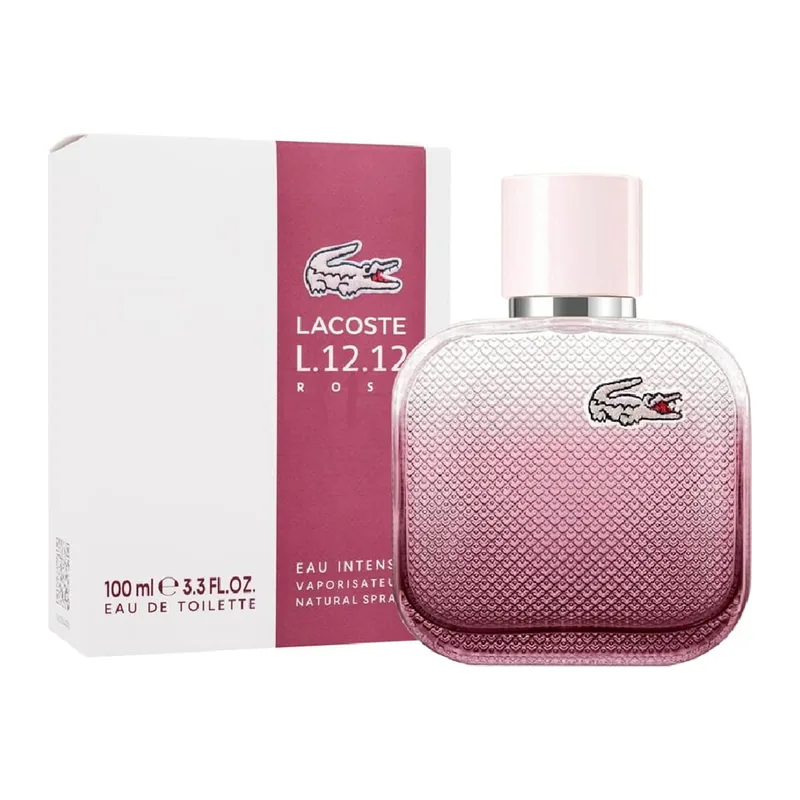 LACOSTE
L.12.12
ROS
EAU INTENS
VAPORISATEU
NATURAL SPRA
100 ml ℮ 3.3 FL.OZ.
EAU DE TOILETTE